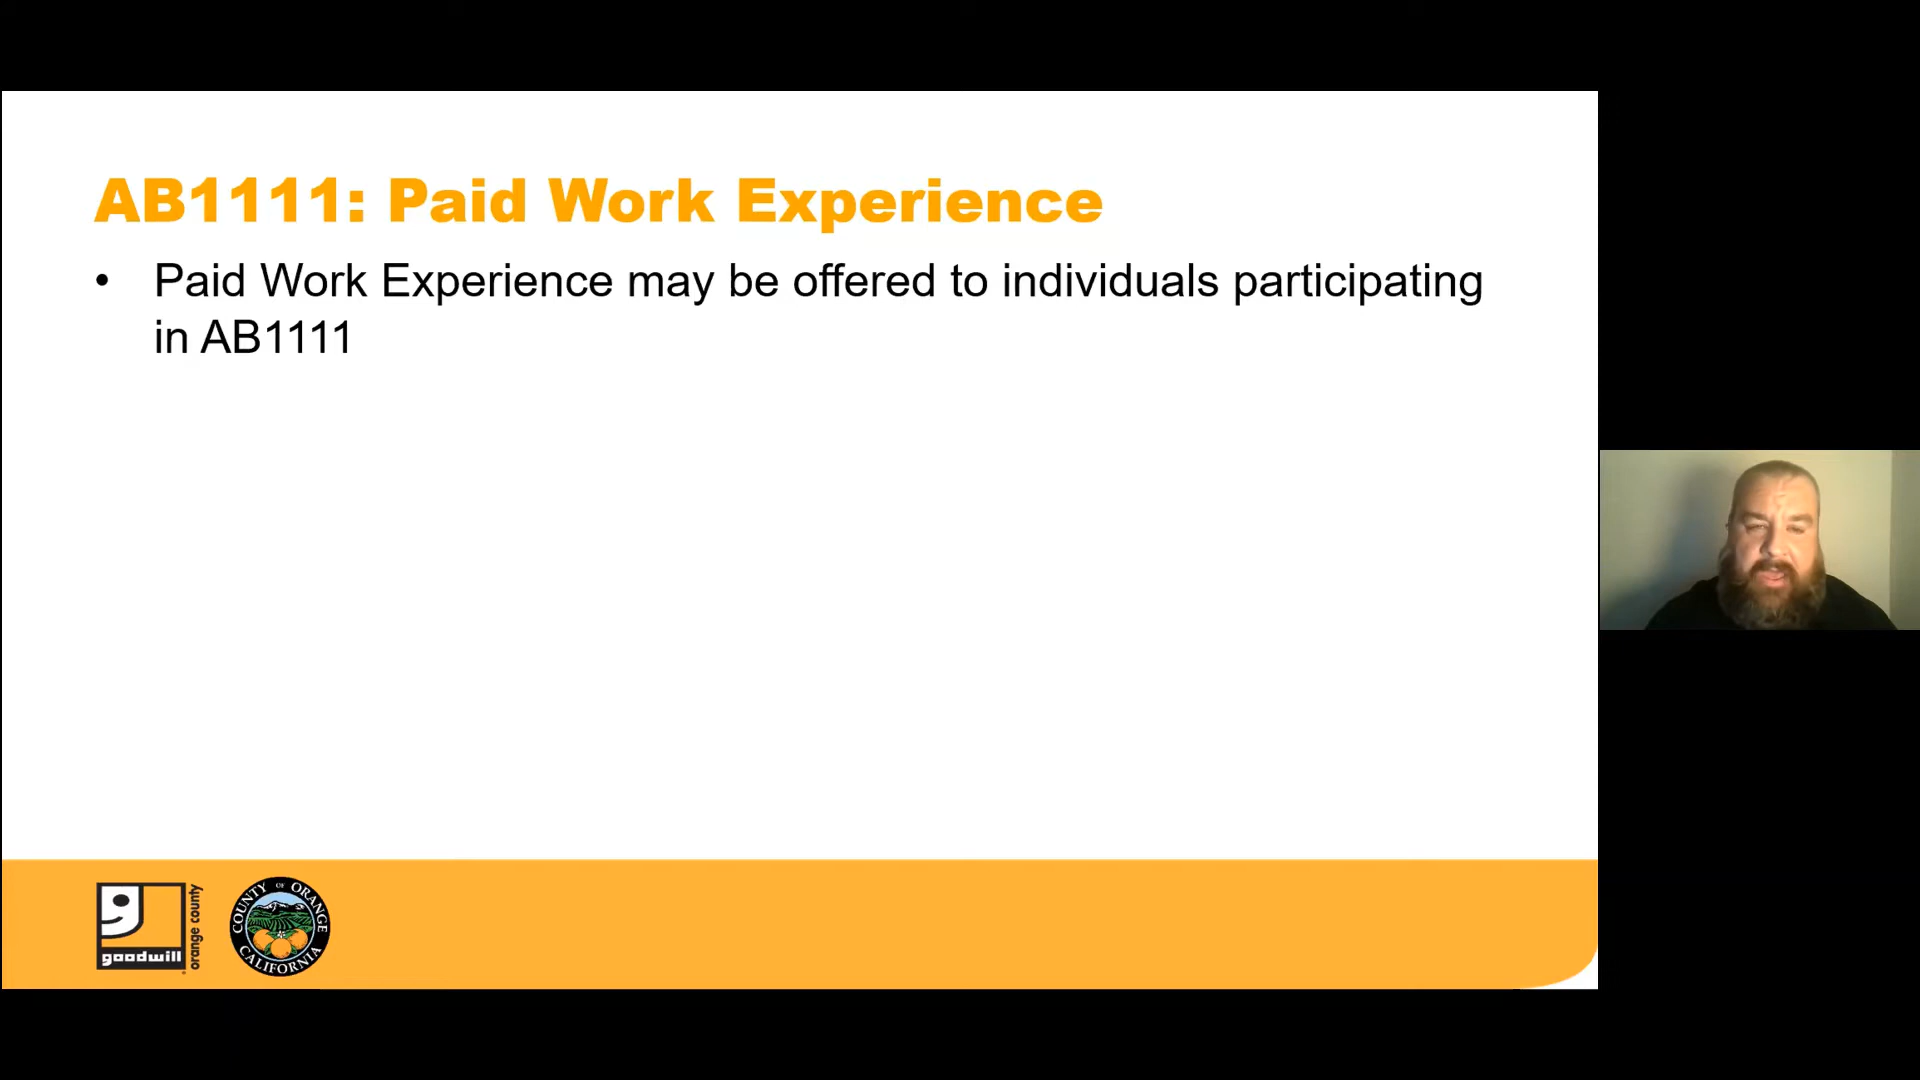 AB1111: Paid Work Experience
• Paid Work Experience may be offered to individuals participating
in AB1111
goodwill
orange county
COUNTY OF ORANGE
CALIFORNIA